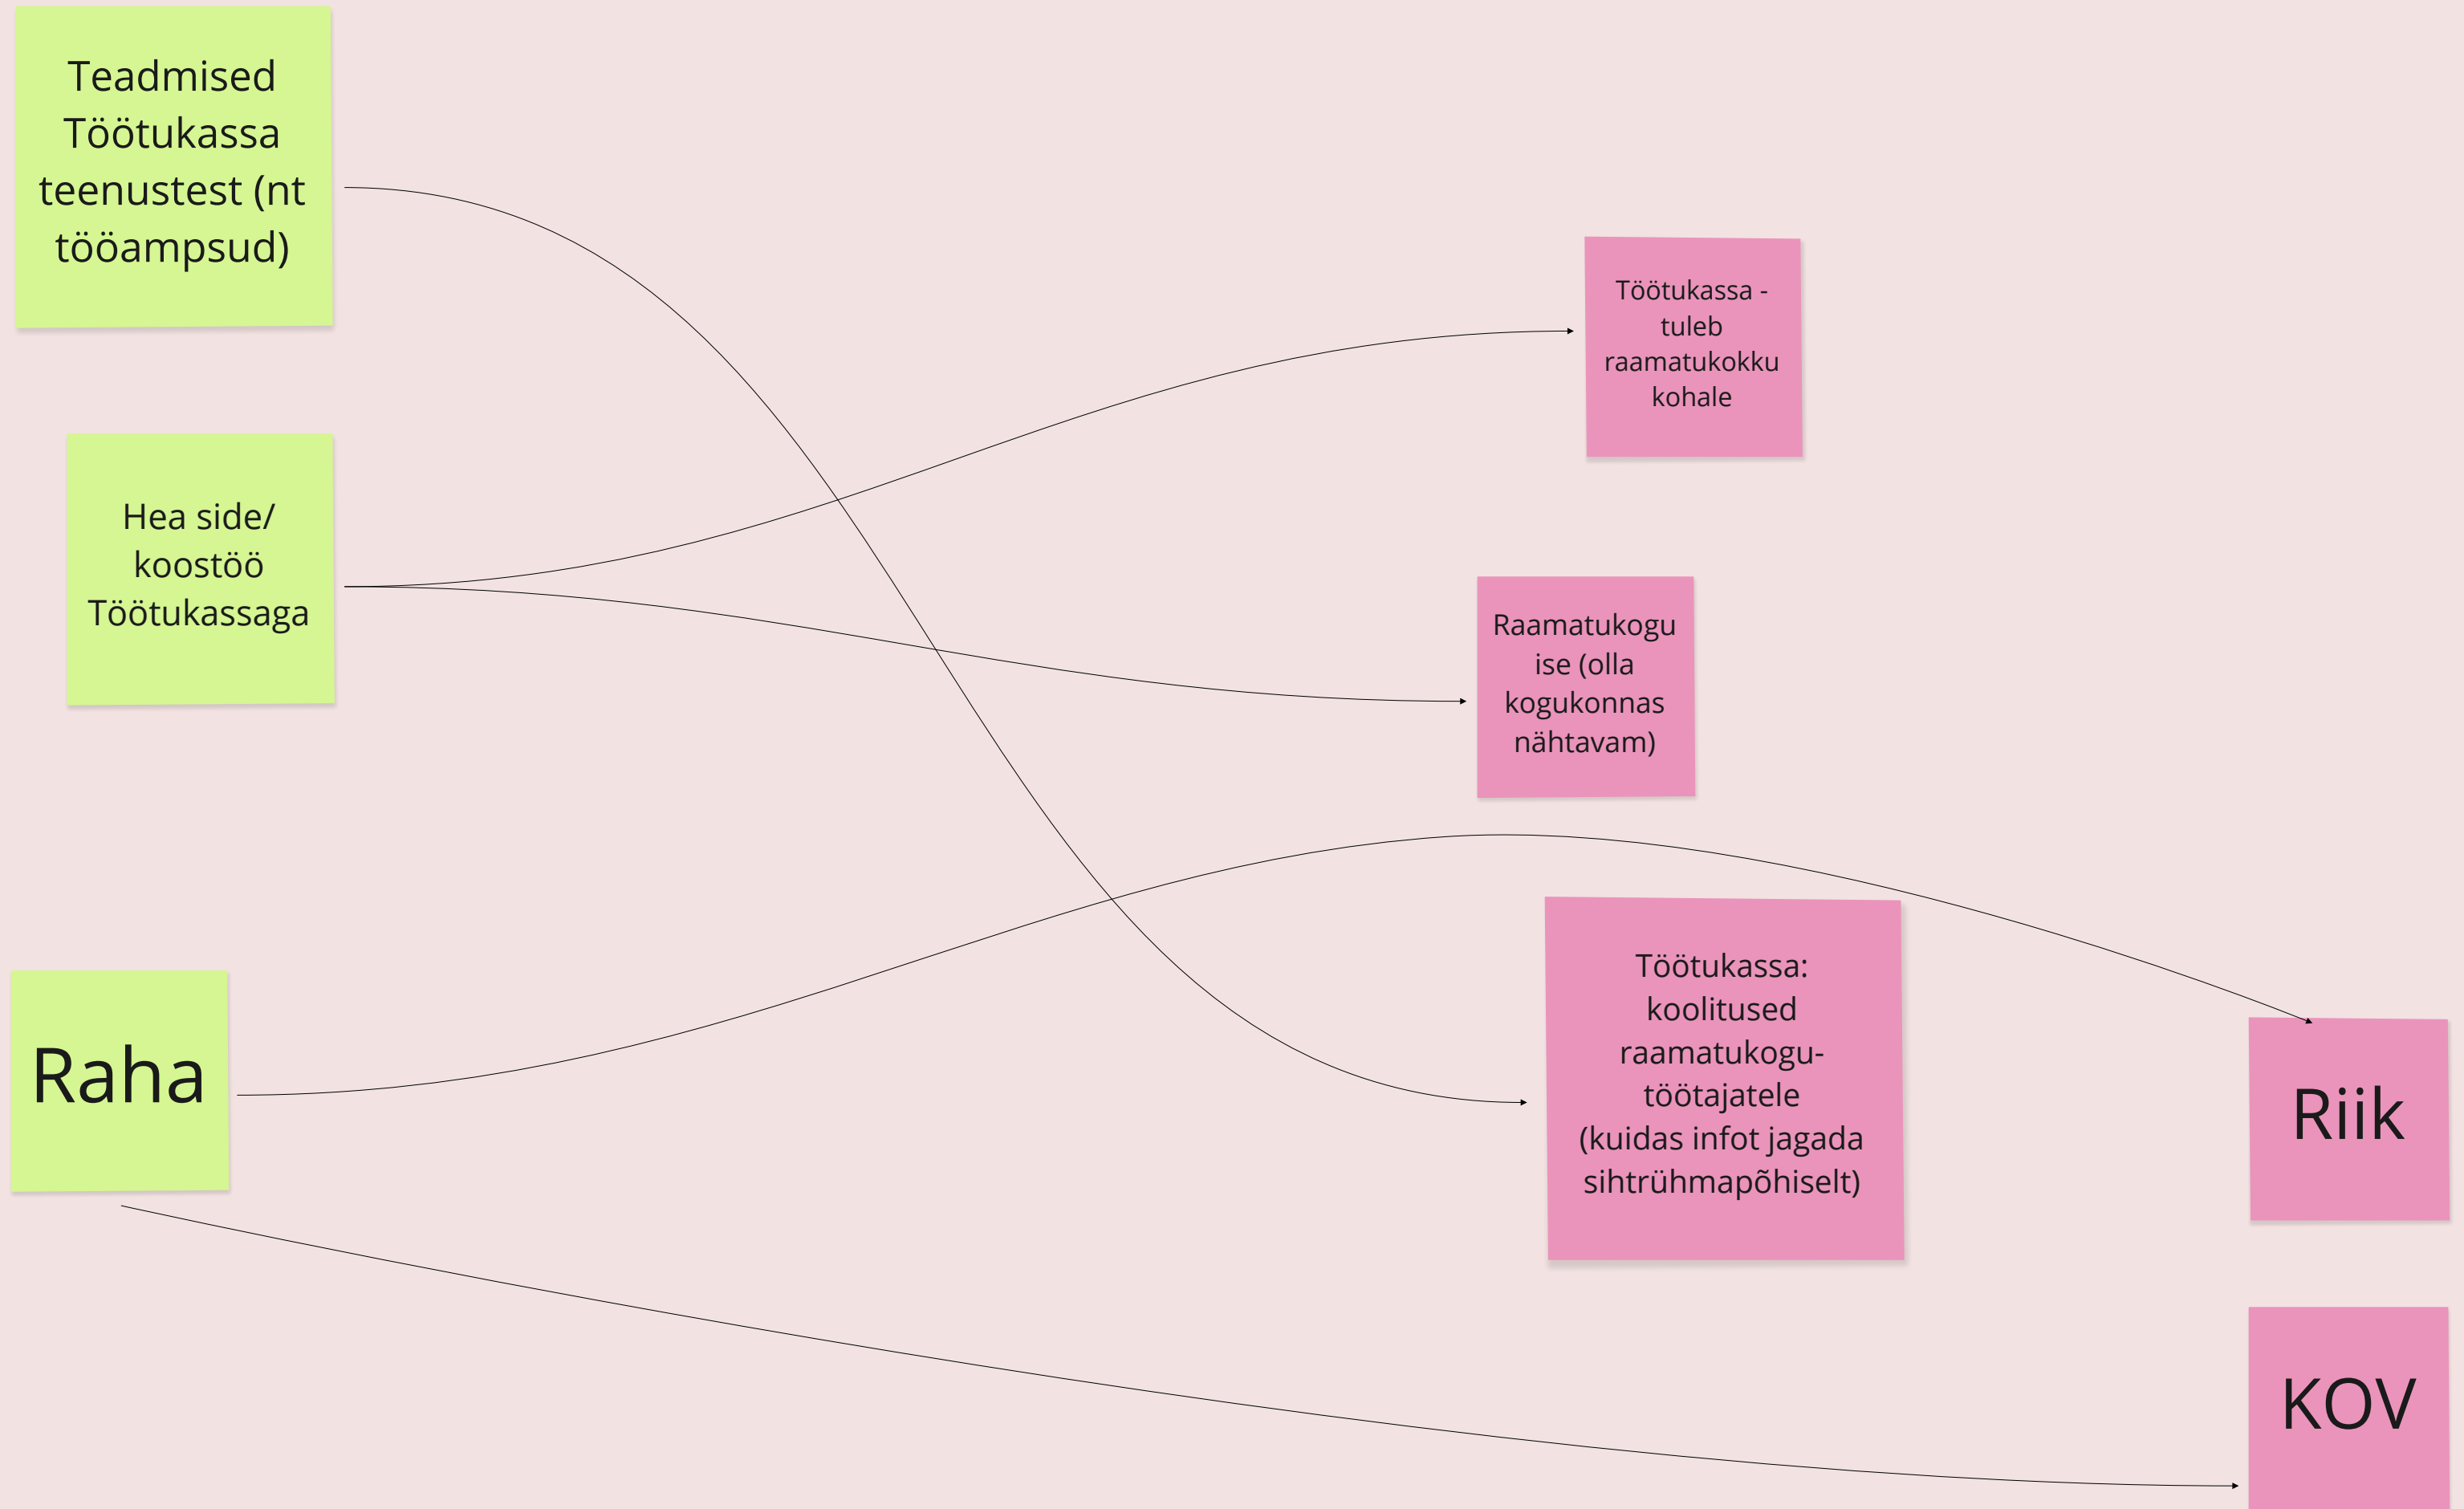 Teadmised
Töötukassa
teenustest (nt
tööampsud)
Hea side/
koostöö
Töötukassaga
Raha
Töötukassa -
tuleb
raamatukokku
kohale
Raamatukogu
ise (olla
kogukonnas
nähtavam)
Töötukassa:
koolitused
raamatukogu-
töötajatele
(kuidas infot jagada
sihtrühmapõhiselt)
Riik
KOV